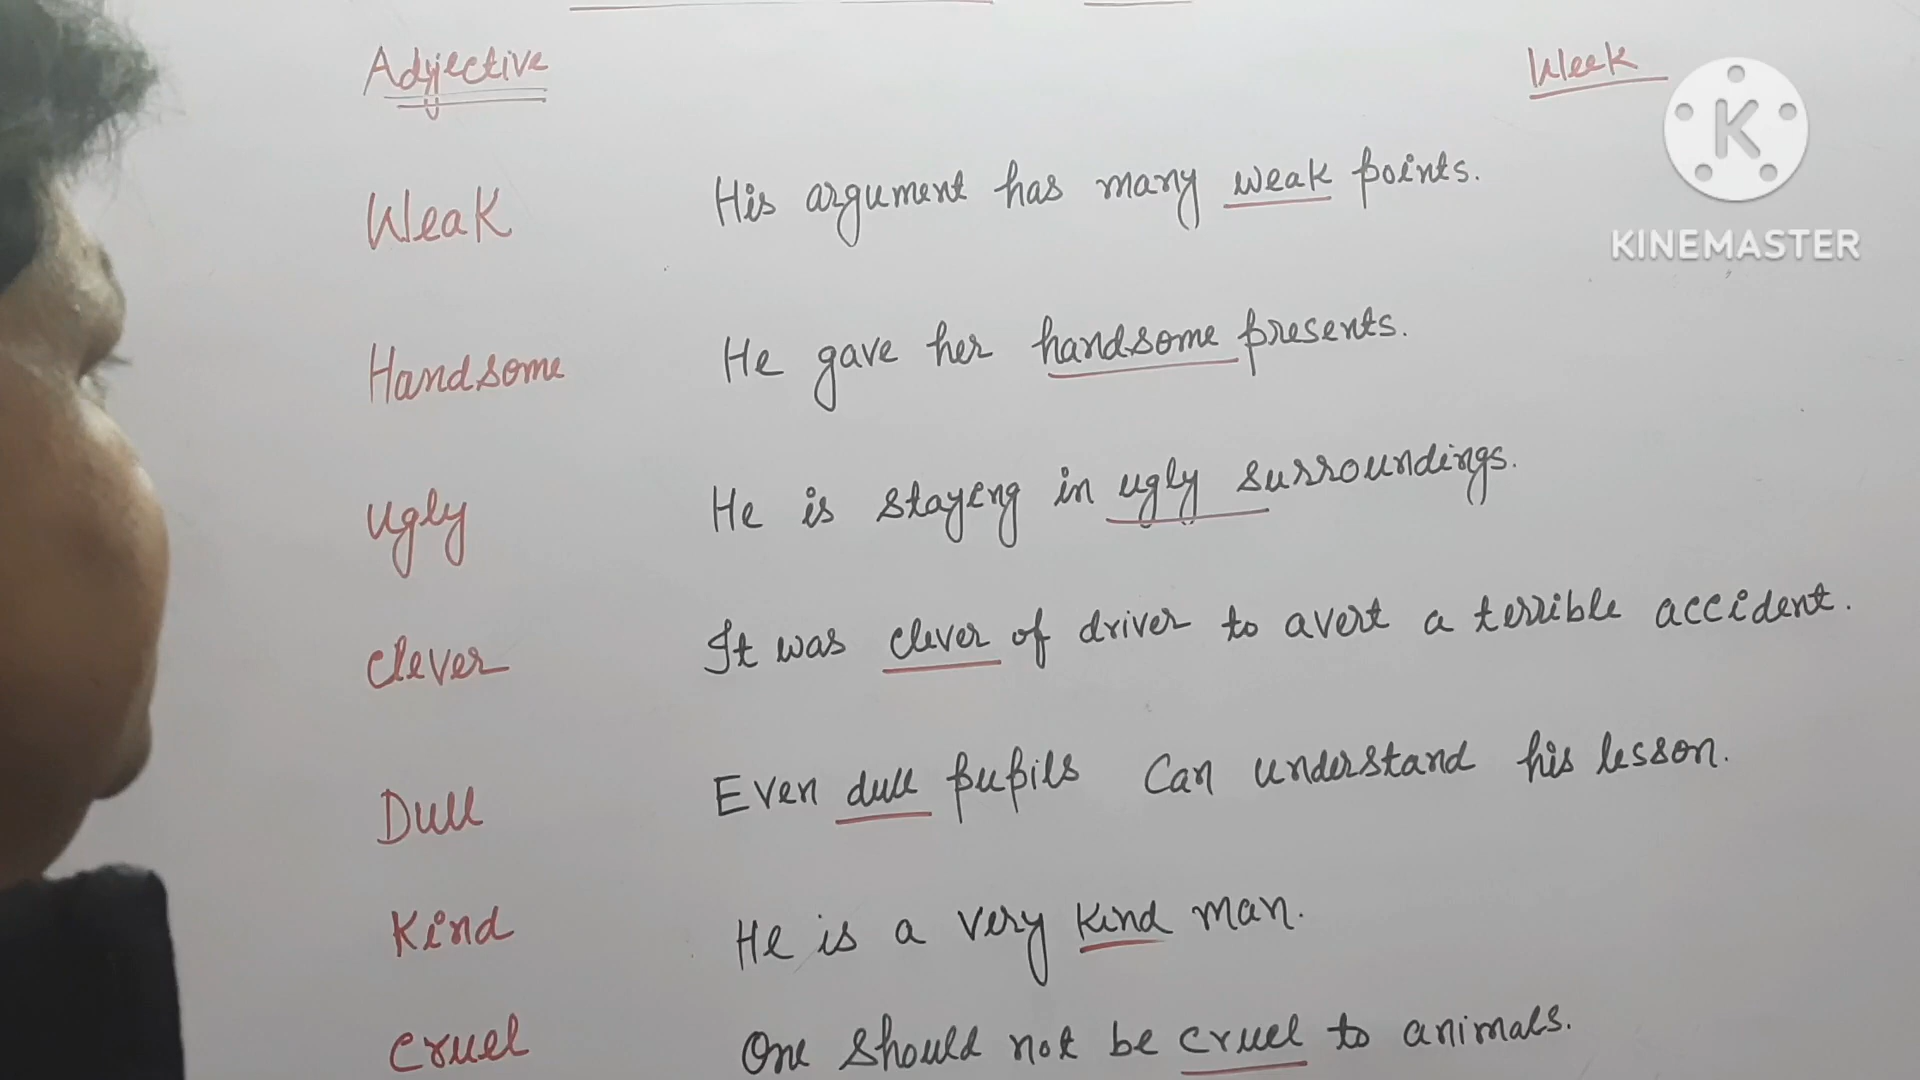 Adjective
Week
K
KINEMASTER
Weak His argument has many weak points.
Handsome He gave her handsome presents.
Ugly He is staying in ugly surroundings.
Clever It was clever of driver to avert a terrible accident.
Dull Even dull pupils can understand his lesson.
Kind He is a very kind man.
Cruel One should not be cruel to animals.